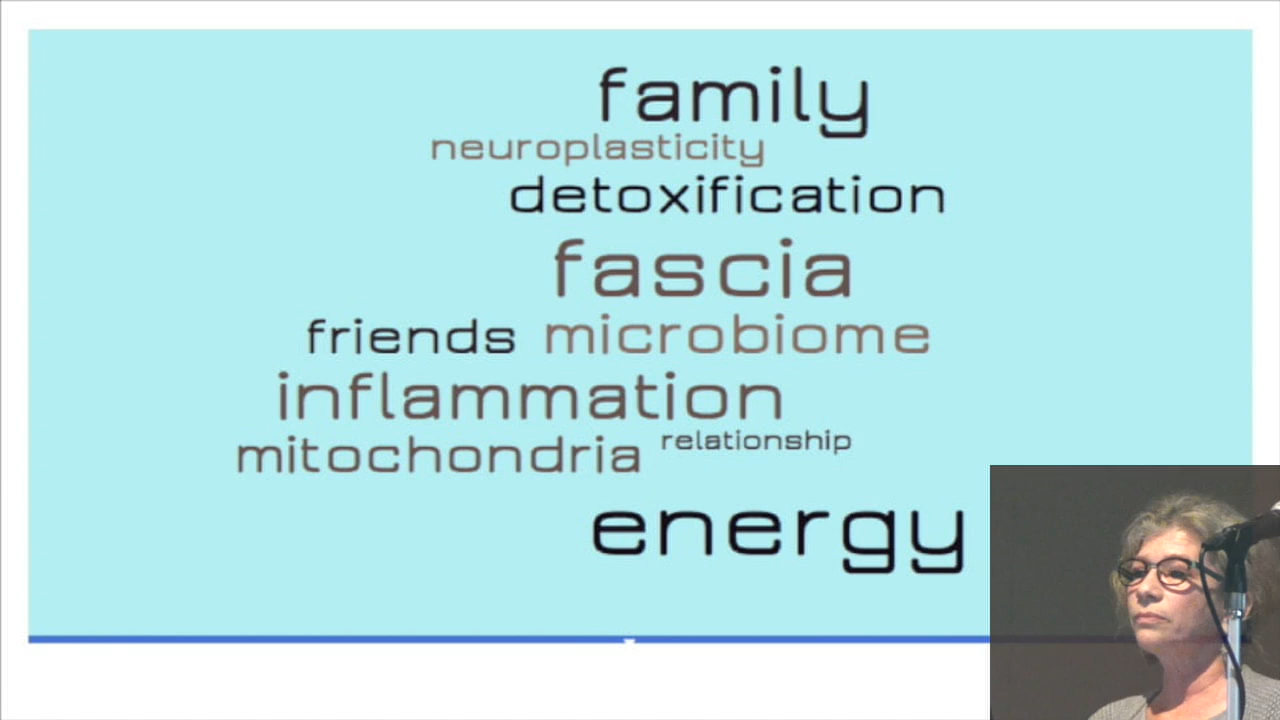 family
neuroplasticity
detoxification
fascia
friends microbiome
inflammation
mitochondria relationship
energy